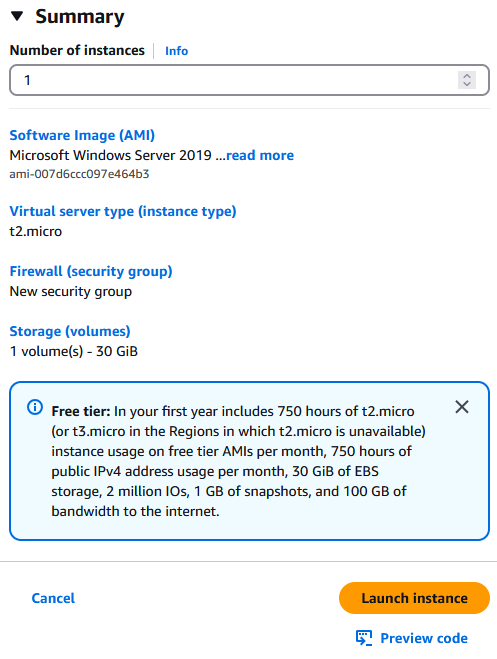 Summary
Number of instances Info
1
Software Image (AMI)
Microsoft Windows Server 2019 ...read more
ami-007d6ccc097e464b3
Virtual server type (instance type)
t2.micro
Firewall (security group)
New security group
Storage (volumes)
1 volume(s) - 30 GiB
Free tier: In your first year includes 750 hours of t2.micro
(or t3.micro in the Regions in which t2.micro is unavailable)
instance usage on free tier AMIs per month, 750 hours of
public IPv4 address usage per month, 30 GiB of EBS
storage, 2 million IOs, 1 GB of snapshots, and 100 GB of
bandwidth to the internet.
Cancel
Launch instance
Preview code